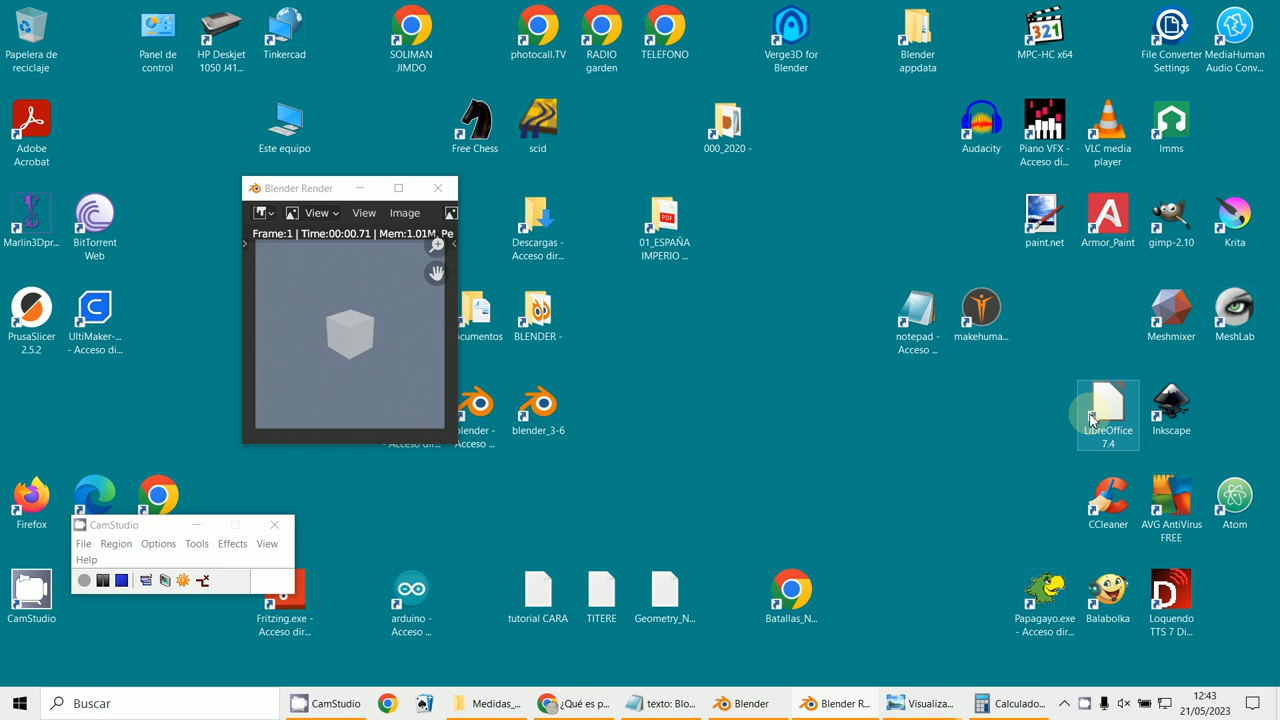 Papelera de
reciclaje
Panel de
control
HP Deskjet
1050 J41...
Tinkercad
SOLIMAN
JIMDO
photocall.TV
RADIO
garden
TELEFONO
Verge3D for
Blender
Blender
appdata
MPC-HC x64
File Converter
Settings
MediaHuman
Audio Conv...
Adobe
Acrobat
Este equipo
Free Chess
scid
000_2020 -
Audacity
Piano VFX -
Acceso di...
VLC media
player
lmms
Blender Render
View
View
Image
Frame:1 | Time:00:00.71 | Mem:1.01M, Pe
Marlin3Dpr...
BitTorrent
Web
Descargas -
Acceso dir...
01_ESPAÑA
IMPERIO ...
paint.net
Armor_Paint
gimp-2.10
Krita
PrusaSlicer
2.5.2
UltiMaker-...
- Acceso di...
ocumentos
BLENDER -
notepad -
Acceso ...
makehuma...
Meshmixer
MeshLab
blender -
Acceso ...
blender_3-6
LibreOffice
7.4
Inkscape
Firefox
CCleaner
AVG AntiVirus
FREE
Atom
CamStudio
File
Region
Options
Tools
Effects
View
Help
CamStudio
Fritzing.exe -
Acceso dir...
arduino -
Acceso ...
tutorial CARA
TITERE
Geometry_N...
Batallas_N...
Papagayo.exe
- Acceso dir...
Balabolka
Loquendo
TTS 7 Di...
Buscar
CamStudio
Medidas_...
¿Qué es p...
texto: Blo...
Blender
Blender R...
Visualiza...
Calculado...
12:43
21/05/2023